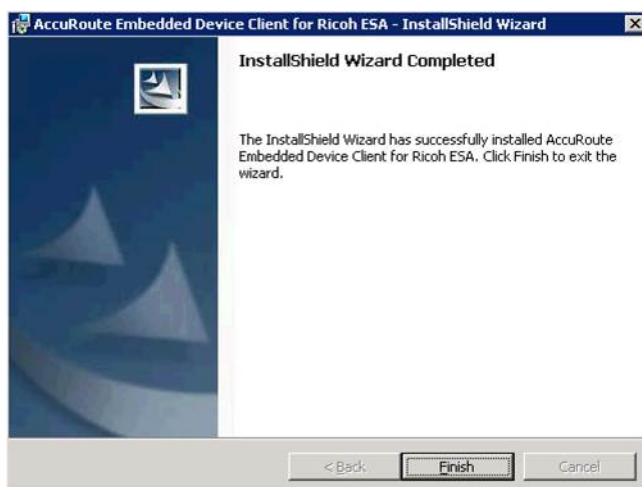 AccuRoute Embedded Device Client for Ricoh ESA - InstallShield Wizard
InstallShield Wizard Completed
The InstallShield Wizard has successfully installed AccuRoute
Embedded Device Client for Ricoh ESA. Click Finish to exit the
wizard.
< Back Finish Cancel